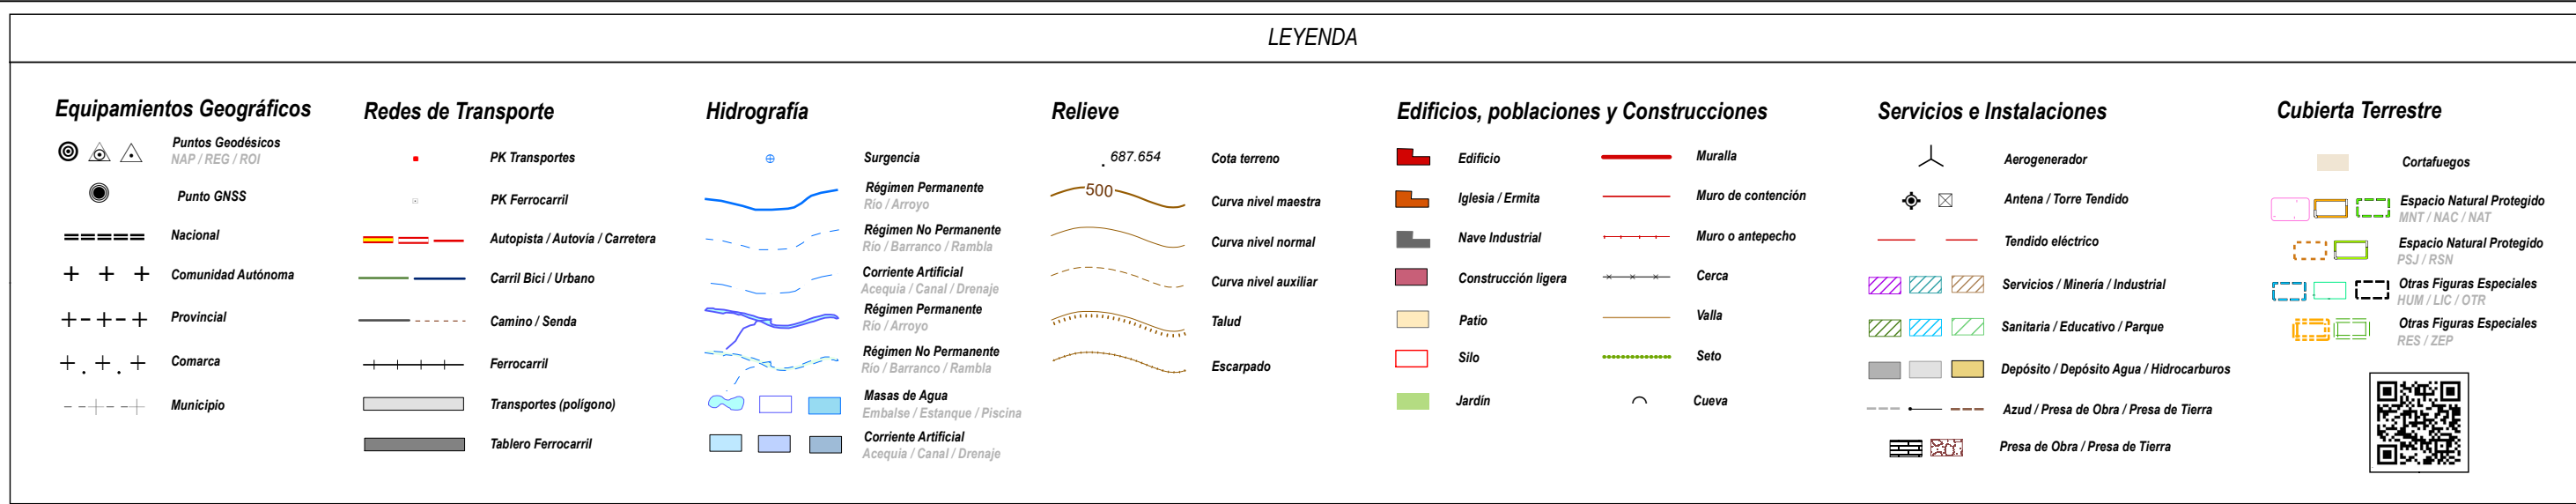 LEYENDA
Equipamientos Geográficos
Puntos Geodésicos
NAP / REG / ROI
Punto GNSS
Nacional
Comunidad Autónoma
Provincial
Comarca
Municipio
Redes de Transporte
PK Transportes
PK Ferrocarril
Autopista / Autovía / Carretera
Carril Bici / Urbano
Camino / Senda
Ferrocarril
Transportes (polígono)
Tablero Ferrocarril
Hidrografía
Surgencia
Régimen Permanente
Río / Arroyo
Régimen No Permanente
Río / Barranco / Rambla
Corriente Artificial
Acequia / Canal / Drenaje
Régimen Permanente
Río / Arroyo
Régimen No Permanente
Río / Barranco / Rambla
Masas de Agua
Embalse / Estanque / Piscina
Corriente Artificial
Acequia / Canal / Drenaje
Relieve
687.654 Cota terreno
500 Curva nivel maestra
Curva nivel normal
Curva nivel auxiliar
Talud
Escarpado
Edificios, poblaciones y Construcciones
Edificio
Iglesia / Ermita
Nave Industrial
Construcción ligera
Patio
Silo
Jardín
Muralla
Muro de contención
Muro o antepecho
Cerca
Valla
Seto
Cueva
Servicios e Instalaciones
Aerogenerador
Antena / Torre Tendido
Tendido eléctrico
Servicios / Minería / Industrial
Sanitaria / Educativo / Parque
Depósito / Depósito Agua / Hidrocarburos
Azud / Presa de Obra / Presa de Tierra
Presa de Obra / Presa de Tierra
Cubierta Terrestre
Cortafuegos
Espacio Natural Protegido
MNT / NAC / NAT
Espacio Natural Protegido
PSJ / RSN
Otras Figuras Especiales
HUM / LIC / OTR
Otras Figuras Especiales
RES / ZEP